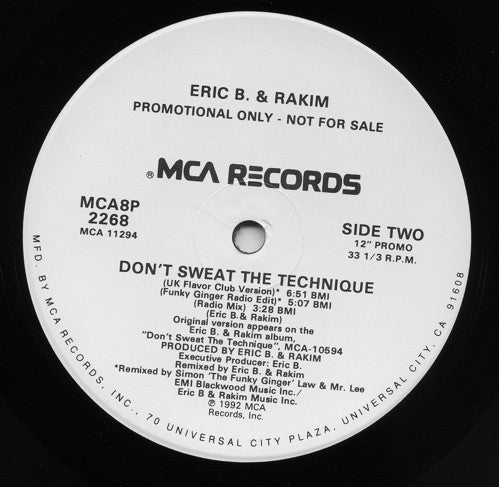 ERIC B. & RAKIM
PROMOTIONAL ONLY - NOT FOR SALE
® MCA RECORDS
MCA8P
2268
MCA 11294
SIDE TWO
12" PROMO
33 1/3 R.P.M.
DON'T SWEAT THE TECHNIQUE
(UK Flavor Club Version)* 6:51 BMI
(Funky Ginger Radio Edit)* 5:07 BMI
(Radio Mix) 3:28 BMI
(Eric B. & Rakim)
Original version appears on the
Eric B. & Rakim album,
"Don't Sweat The Technique", MCA-10594
PRODUCED BY ERIC B. & RAKIM
Executive Producer: Eric B.
Remixed by Eric B. & Rakim
*Remixed by Simon 'The Funky Ginger' Law & Mr. Lee
EMI Blackwood Music Inc./
Eric B & Rakim Music Inc.
℗ 1992 MCA
Records, Inc.
MFD. BY MCA RECORDS, INC., 70 UNIVERSAL CITY PLAZA, UNIVERSAL CITY, CA 91608